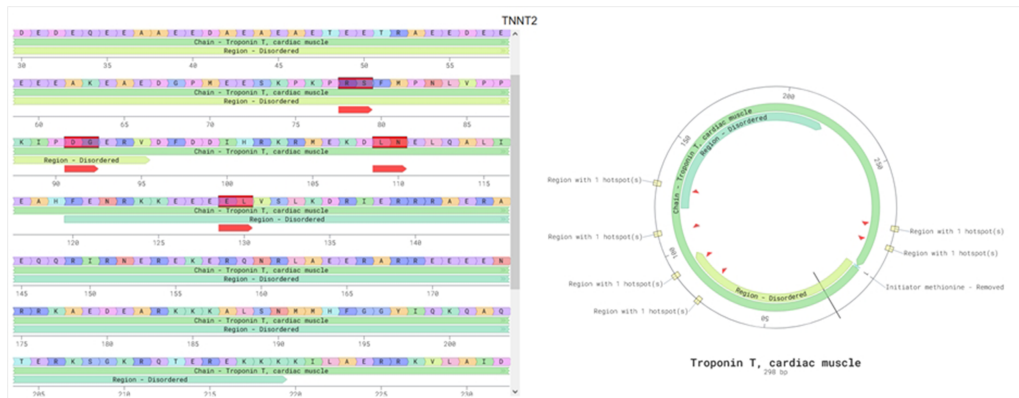 TNNT2
D E D E Q E E A A E E D A E A E A E T E E T R A E E D E E
Chain - Troponin T, cardiac muscle
Region - Disordered
30 35 40 45 50 55
E E E A K E A E D G P M E E S K P K P R S F M P N L V P P
Chain - Troponin T, cardiac muscle
Region - Disordered
60 65 70 75 80 85
K I P D G E R V D F D D I H R K R M E K D L N E L Q A L I
Chain - Troponin T, cardiac muscle
Region - Disordered
90 95 100 105 110 115
E A H F E N R K K E E E E L V S L K D R I E R R R A E R A
Chain - Troponin T, cardiac muscle
Region - Disordered
120 125 130 135 140
E Q Q R I R N E R E K E R Q N R L A E E R A R R E E E E N
Chain - Troponin T, cardiac muscle
Region - Disordered
145 150 155 160 165 170
R R K A E D E A R K K K A L S N M M H F G G Y I Q K Q A Q
Chain - Troponin T, cardiac muscle
Region - Disordered
175 180 185 190 195 200
T E R K S G K R Q T E R E K K K K I L A E R R K V L A I D
Chain - Troponin T, cardiac muscle
Region - Disordered
205 210 215 220 225 230
200
150
250
100
50
Chain - Troponin T, cardiac muscle
Region - Disordered
Region - Disordered
Region with 1 hotspot(s)
Region with 1 hotspot(s)
Region with 1 hotspot(s)
Region with 1 hotspot(s)
Region with 1 hotspot(s)
Region with 1 hotspot(s)
Initiator methionine - Removed
Troponin T, cardiac muscle
298 bp